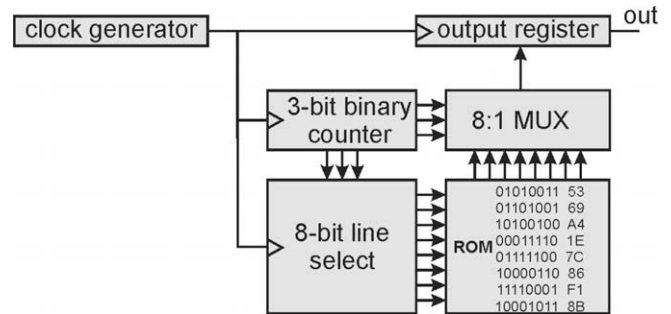 clock generator
output register
out
3-bit binary
counter
8:1 MUX
8-bit line
select
ROM
01010011 53
01101001 69
10100100 A4
00011110 1E
01111100 7C
10000110 86
11110001 F1
10001011 8B